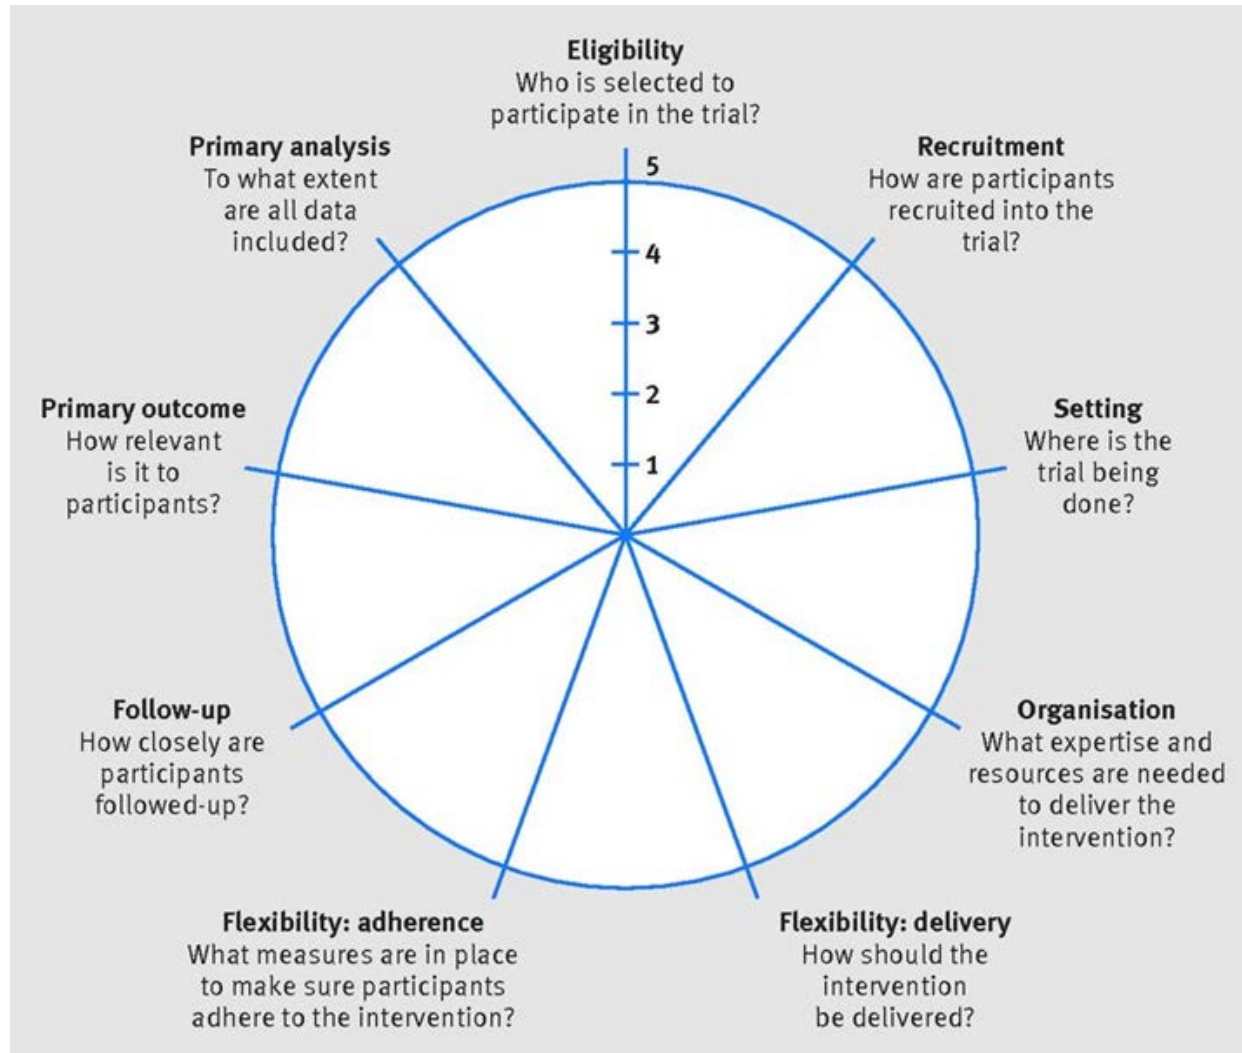 Eligibility
Who is selected to
participate in the trial?
Primary analysis
To what extent
are all data
included?
Recruitment
How are participants
recruited into the
trial?
5
4
3
2
1
Primary outcome
How relevant
is it to
participants?
Setting
Where is the
trial being
done?
Follow-up
How closely are
participants
followed-up?
Organisation
What expertise and
resources are needed
to deliver the
intervention?
Flexibility: adherence
What measures are in place
to make sure participants
adhere to the intervention?
Flexibility: delivery
How should the
intervention
be delivered?